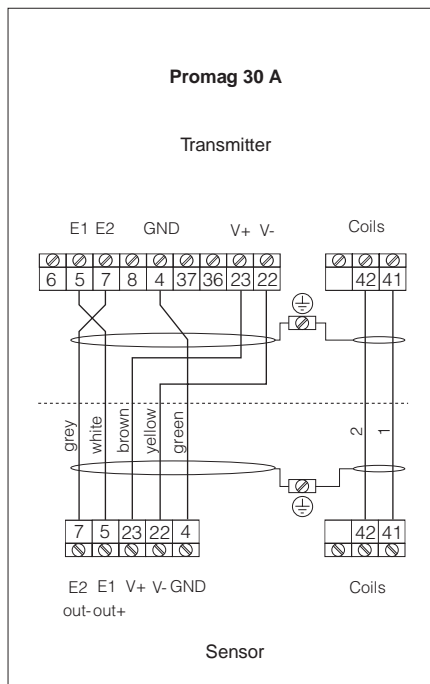 Promag 30 A
Transmitter
E1 E2 GND V+ V- Coils
6 5 7 8 4 37 36 23 22 42 41
grey white brown yellow green 2 1
7 5 23 22 4 42 41
E2 E1 V+ V- GND Coils
out- out+
Sensor